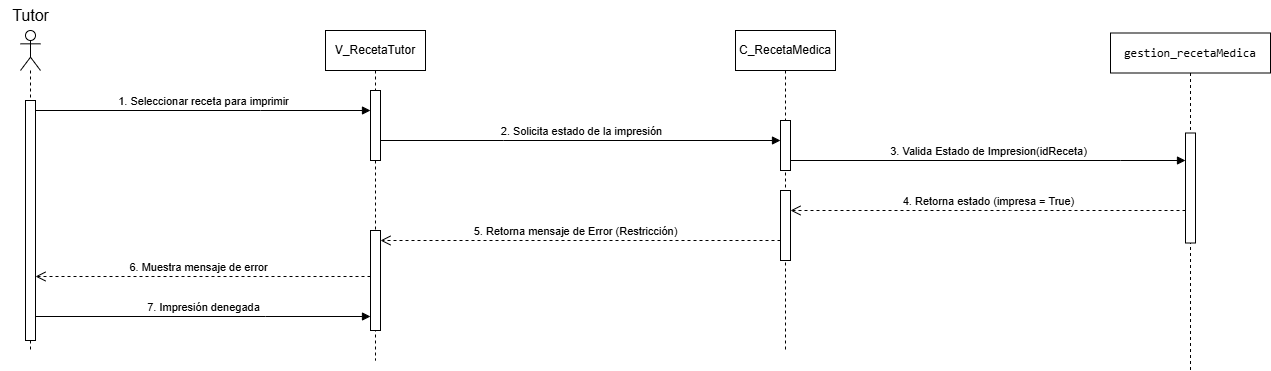 Tutor
V_RecetaTutor
C_RecetaMedica
gestion_recetaMedica
1. Seleccionar receta para imprimir
2. Solicita estado de la impresión
3. Valida Estado de Impresion(idReceta)
4. Retorna estado (impresa = True)
5. Retorna mensaje de Error (Restricción)
6. Muestra mensaje de error
7. Impresión denegada